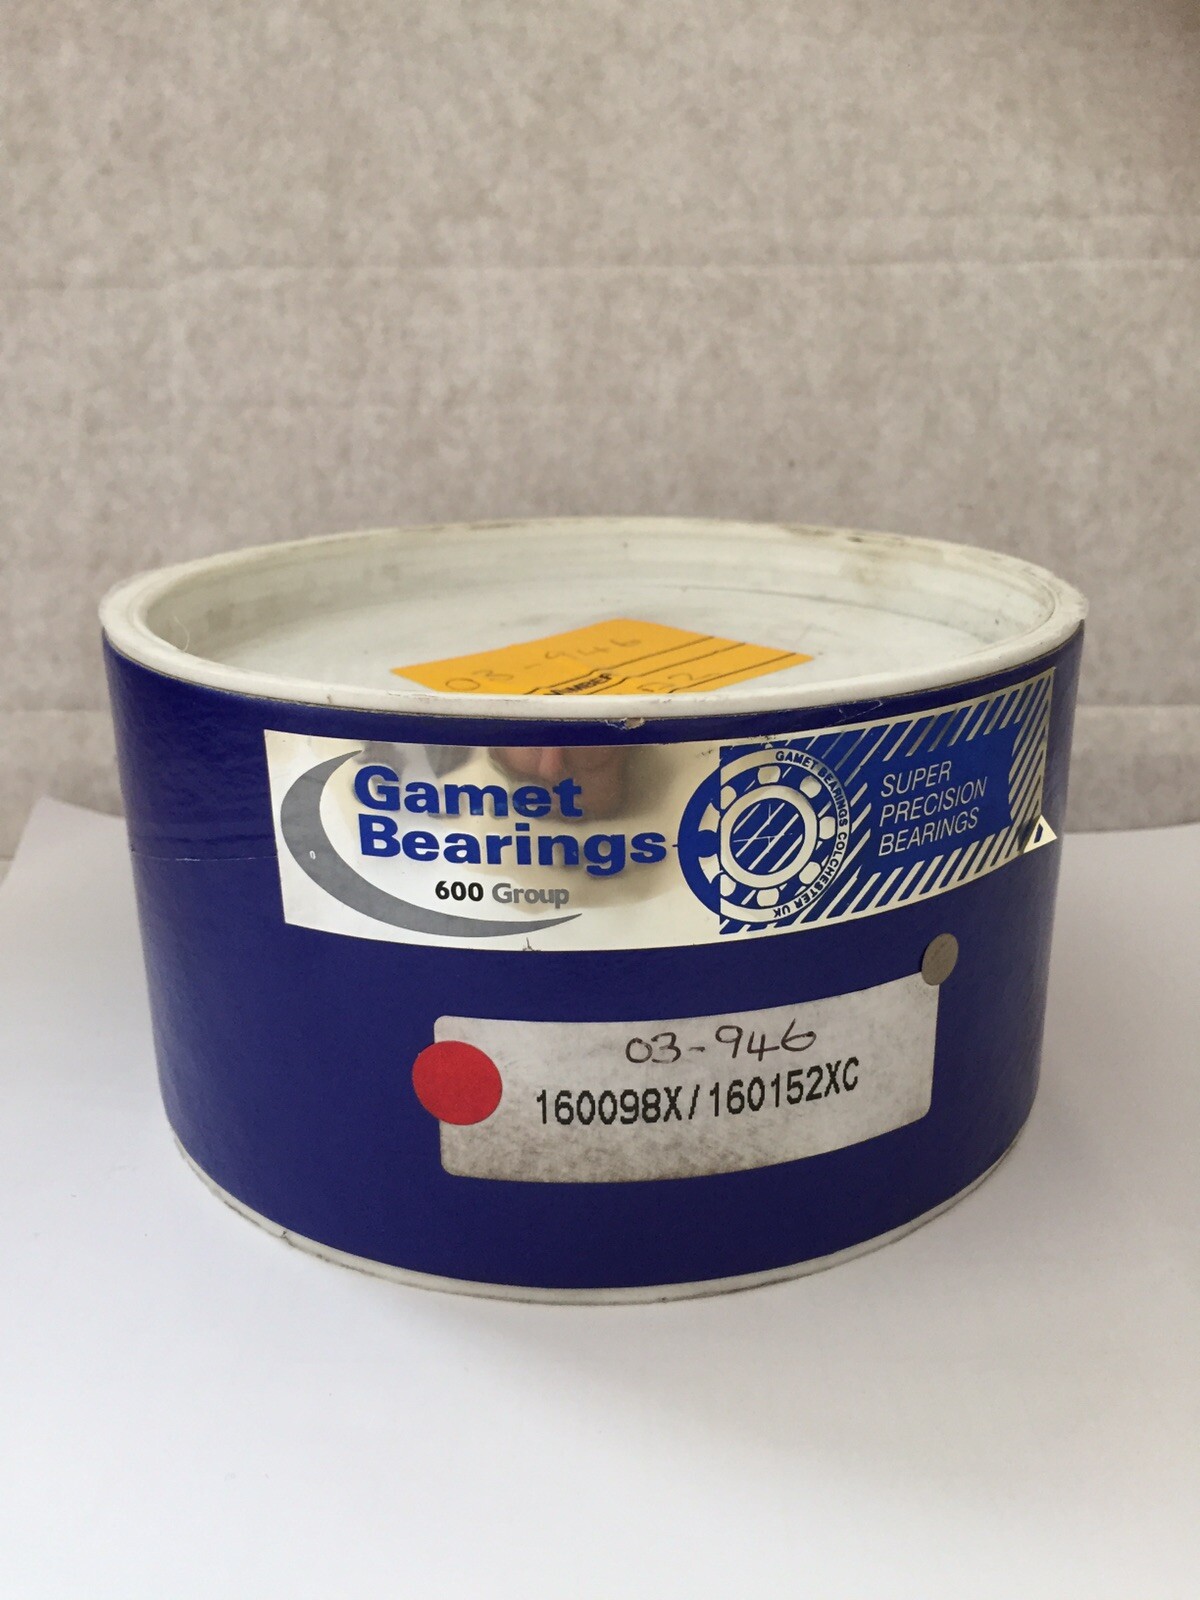 03-946
Gamet
Bearings
600 Group
GAMET BEARINGS COLCHESTER UK
SUPER
PRECISION
BEARINGS
03-946
160098X/160152XC